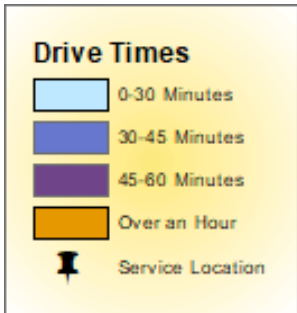 Drive Times
0-30 Minutes
30-45 Minutes
45-60 Minutes
Over an Hour
Service Location